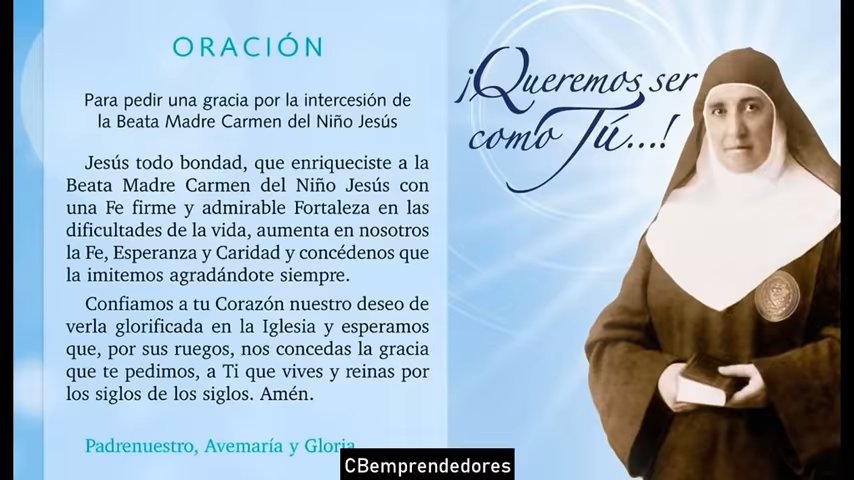 ORACIÓN
Para pedir una gracia por la intercesión de
la Beata Madre Carmen del Niño Jesús
Jesús todo bondad, que enriqueciste a la
Beata Madre Carmen del Niño Jesús con
una Fe firme y admirable Fortaleza en las
dificultades de la vida, aumenta en nosotros
la Fe, Esperanza y Caridad y concédenos que
la imitemos agradándote siempre.
Confiamos a tu Corazón nuestro deseo de
verla glorificada en la Iglesia y esperamos
que, por sus ruegos, nos concedas la gracia
que te pedimos, a Ti que vives y reinas por
los siglos de los siglos. Amén.
Padrenuestro, Avemaría y Gloria
¡Queremos ser
como Tú...!
CBemprendedores